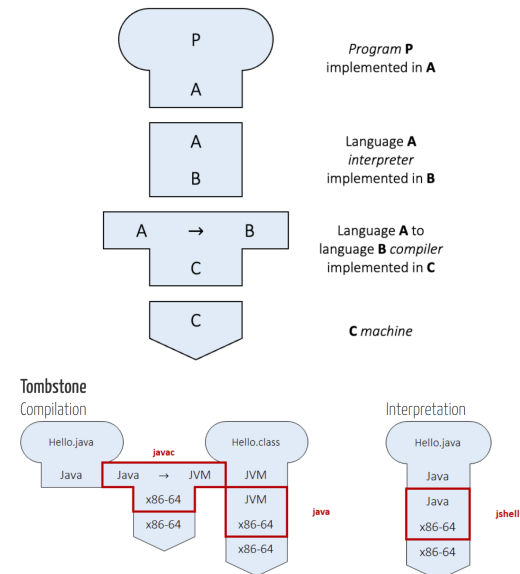 P
A
Program P
implemented in A
A
B
Language A
interpreter
implemented in B
A → B
C
Language A to
language B compiler
implemented in C
C
C machine
Tombstone
Compilation
Interpretation
Hello.java
javac
Hello.class
Hello.java
Java
Java → JVM
JVM
Java
x86-64
JVM
java
Java
jshell
x86-64
x86-64
x86-64
x86-64
x86-64